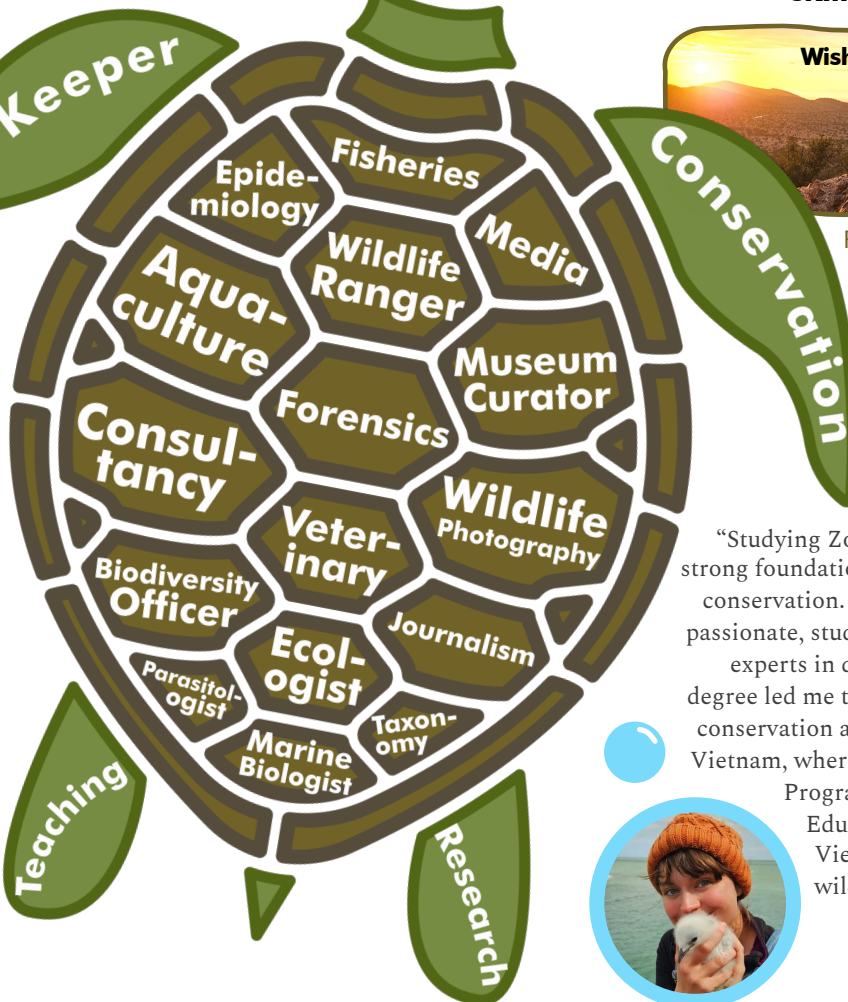 Keeper
Conservation
Fisheries
Epide-
miology
Media
Wildlife
Ranger
Aqua-
culture
Museum
Curator
Forensics
Consul-
tancy
Wildlife
Photography
Veter-
inary
Biodiversity
Officer
Journalism
Ecol-
ogist
Parasitol-
ogist
Taxon-
omy
Marine
Biologist
Teaching
Research
Wish
“Studying Zo
strong foundatio
conservation.
passionate, stud
experts in
degree led me t
conservation a
Vietnam, wher
Progra
Edu
Vie
wil